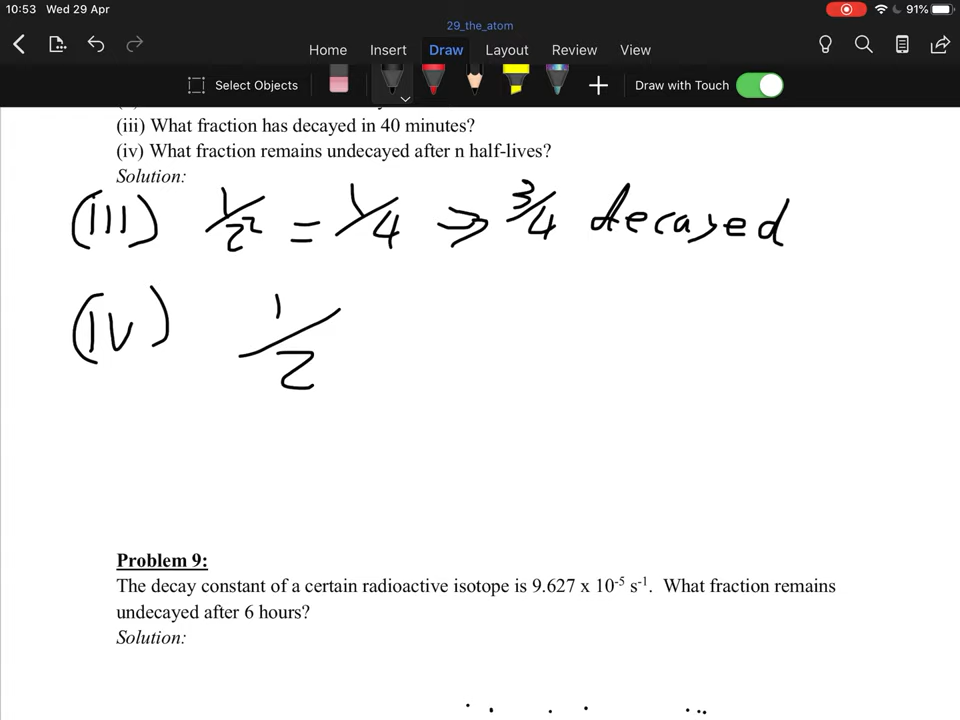 10:53 Wed 29 Apr 91%
29_the_atom
Home Insert Draw Layout Review View
Select Objects Draw with Touch
(iii) What fraction has decayed in 40 minutes?
(iv) What fraction remains undecayed after n half-lives?
Solution:
(III) 1/2² = 1/4 => 3/4 decayed
(IV) 1/2
Problem 9:
The decay constant of a certain radioactive isotope is 9.627 x 10⁻⁵ s⁻¹. What fraction remains
undecayed after 6 hours?
Solution: